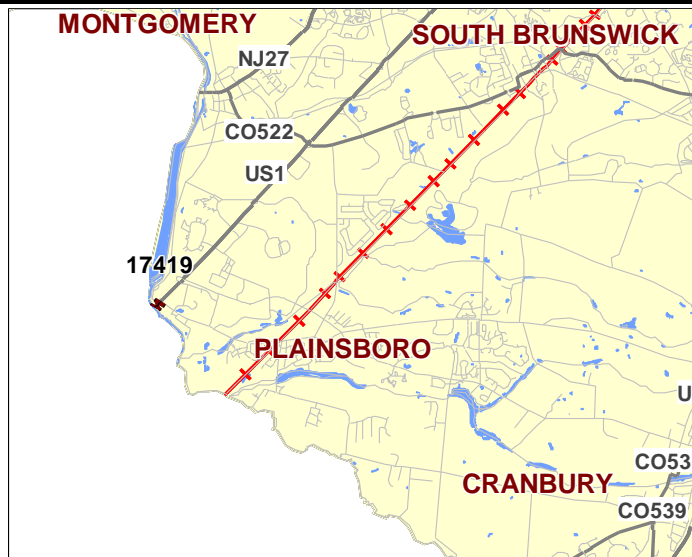 MONTGOMERY
SOUTH BRUNSWICK
NJ27
CO522
US1
17419
PLAINSBORO
U
CO53
CRANBURY
CO539